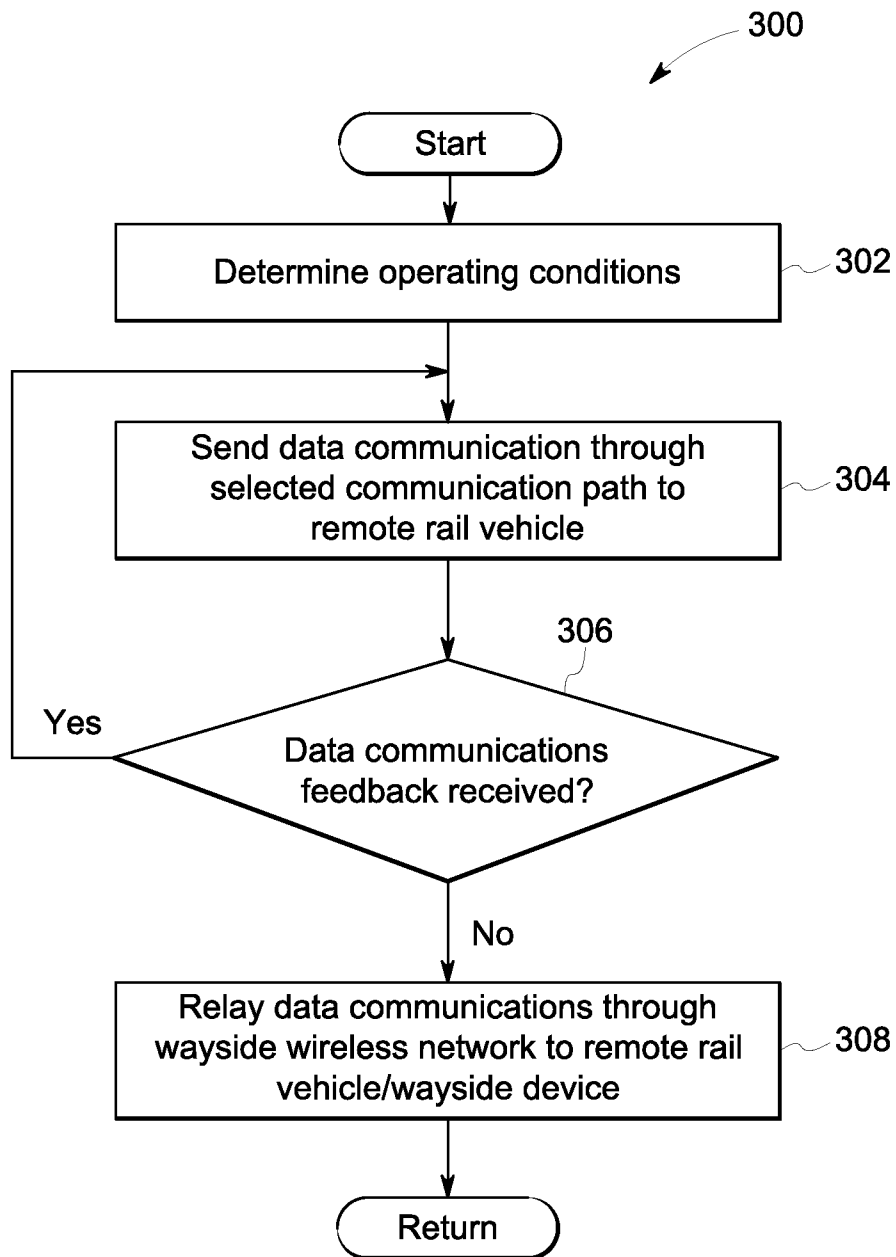 300
Start
Determine operating conditions
302
Send data communication through
selected communication path to
remote rail vehicle
304
306
Yes
Data communications
feedback received?
No
Relay data communications through
wayside wireless network to remote rail
vehicle/wayside device
308
Return